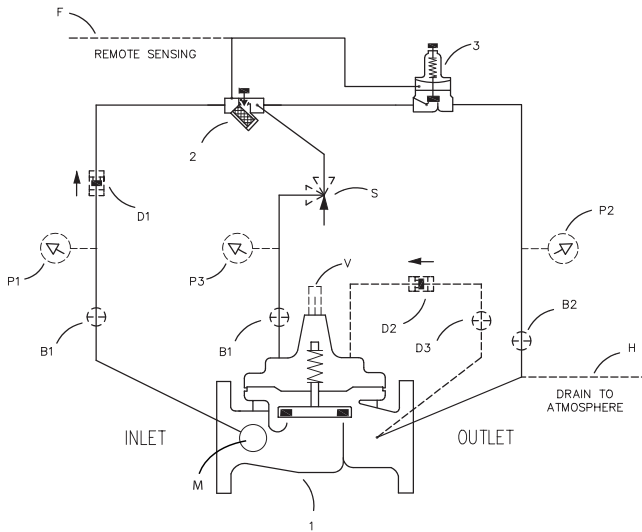 F
REMOTE SENSING
3
2
S
D1
P2
P1
P3
V
D2
B2
B1
B1
D3
H
DRAIN TO
ATMOSPHERE
INLET
OUTLET
M
1